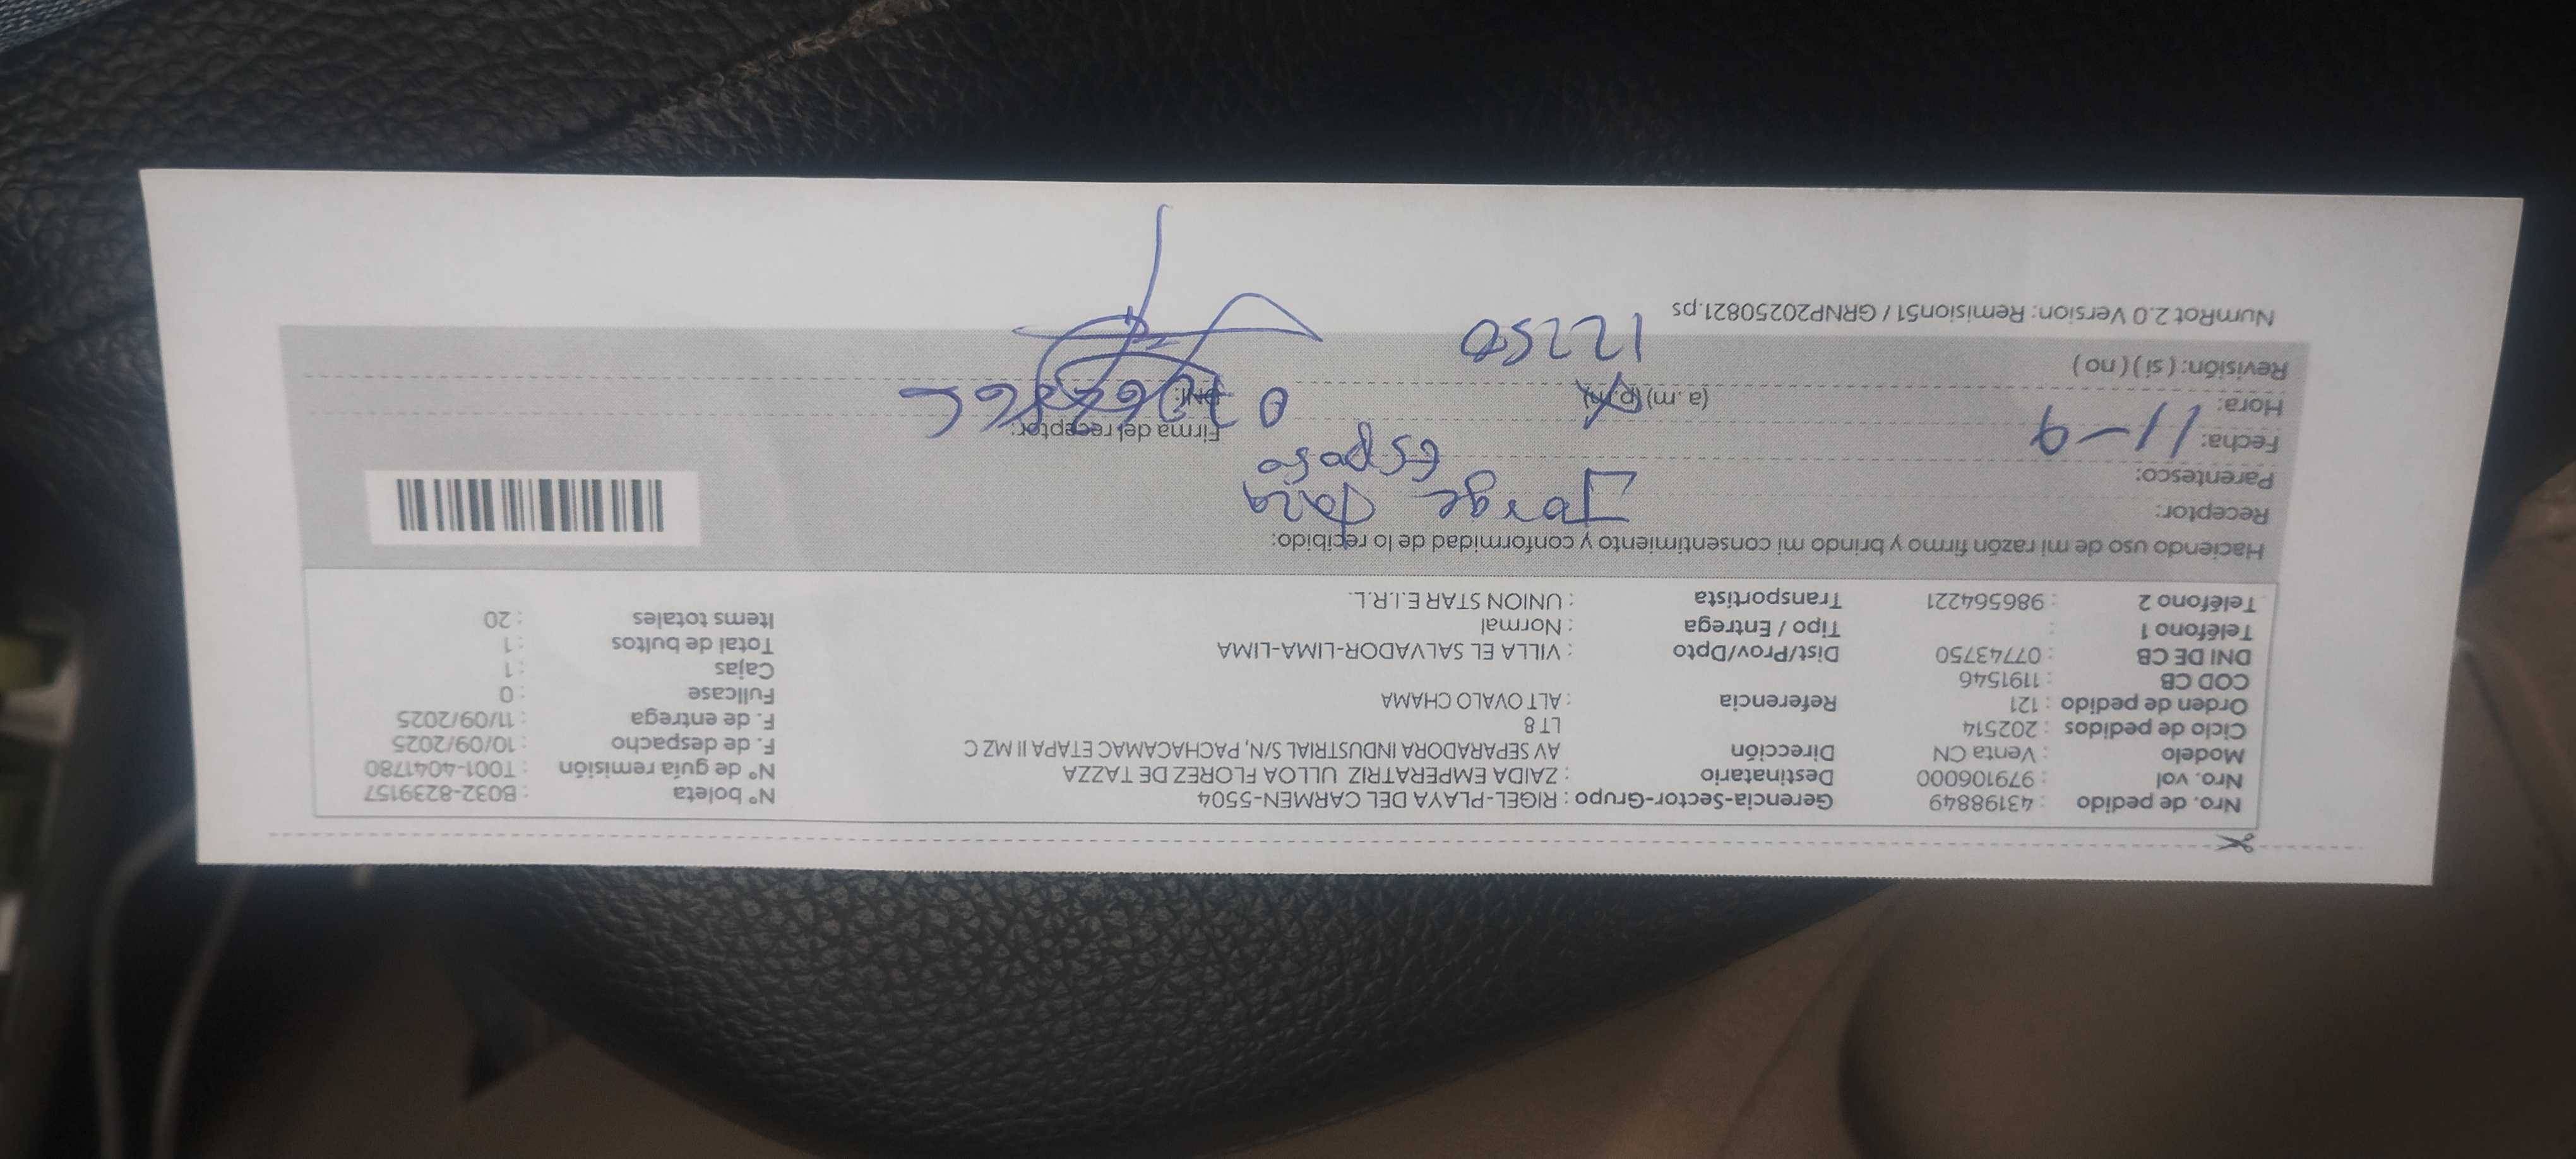 Nro. de pedido : 43198849 Gerencia-Sector-Grupo : RIGEL-PLAYA DEL CARMEN-5504 N° boleta : B032-8239157
Nro. vol : 979106000 Destinatario : ZAIDA EMPERATRIZ ULLOA FLOREZ DE TAZZA N° de guía remisión : T001-4041780
Modelo : Venta CN Dirección AV SEPARADORA INDUSTRIAL S/N, PACHACAMAC ETAPA II MZ C F. de despacho : 10/09/2025
Ciclo de pedidos : 202514 LT 8 F. de entrega : 11/09/2025
Orden de pedido : 121 Referencia : ALT OVALO CHAMA Fullcase : 0
COD CB : 1191546 Cajas : 1
DNI DE CB : 07743750 Dist/Prov/Dpto : VILLA EL SALVADOR-LIMA-LIMA Total de bultos : 1
Teléfono 1 : Tipo / Entrega : Normal Items totales : 20
Teléfono 2 : 986564221 Transportista : UNION STAR E.I.R.L.
Haciendo uso de mi razón firmo y brindo mi consentimiento y conformidad de lo recibido:
Receptor: Jorge
Parentesco: Esposo
Fecha: 11-9 Firma del receptor:
Hora: (a. m) (p. m) DNI:
Revisión: ( si ) ( no ) 12250
NumRot 2.0 Version: Remision51 / GRNP20250821.ps